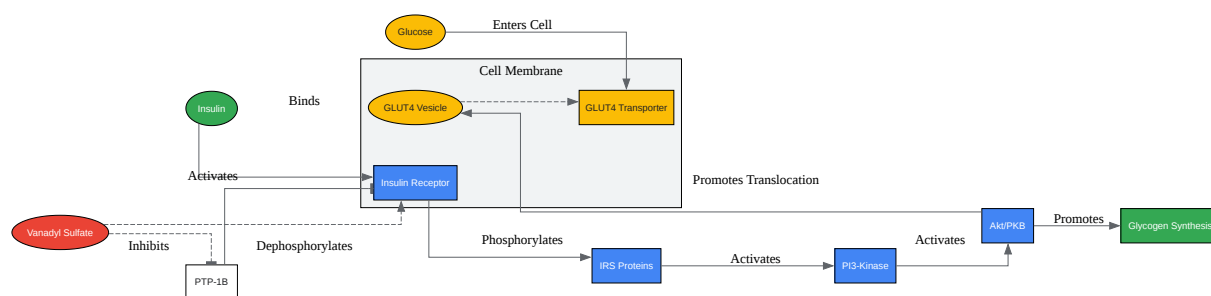 Glucose
Enters Cell
Cell Membrane
Insulin
Binds
GLUT4 Vesicle
GLUT4 Transporter
Activates
Insulin Receptor
Promotes Translocation
Vanadyl Sulfate
Inhibits
Dephosphorylates
Phosphorylates
Akt/PKB
Promotes
Glycogen Synthesis
Activates
PTP-1B
IRS Proteins
Activates
PI3-Kinase